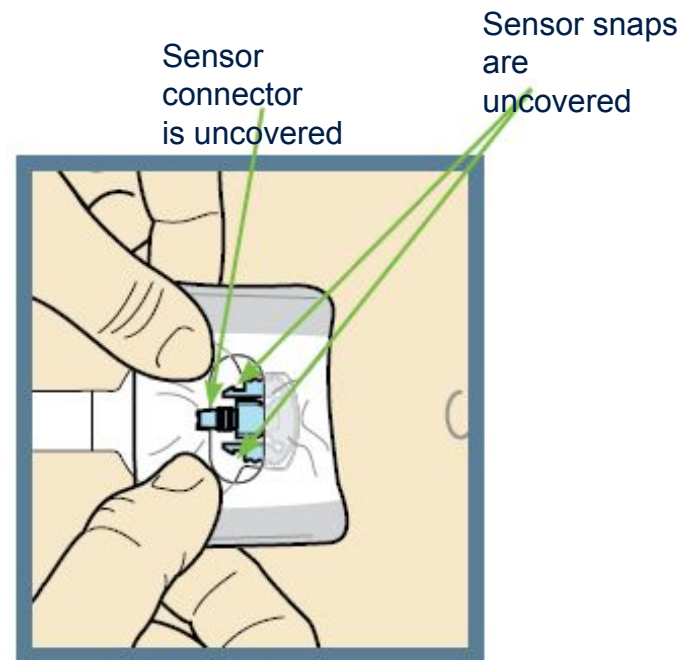 Sensor
connector
is uncovered
Sensor snaps
are
uncovered